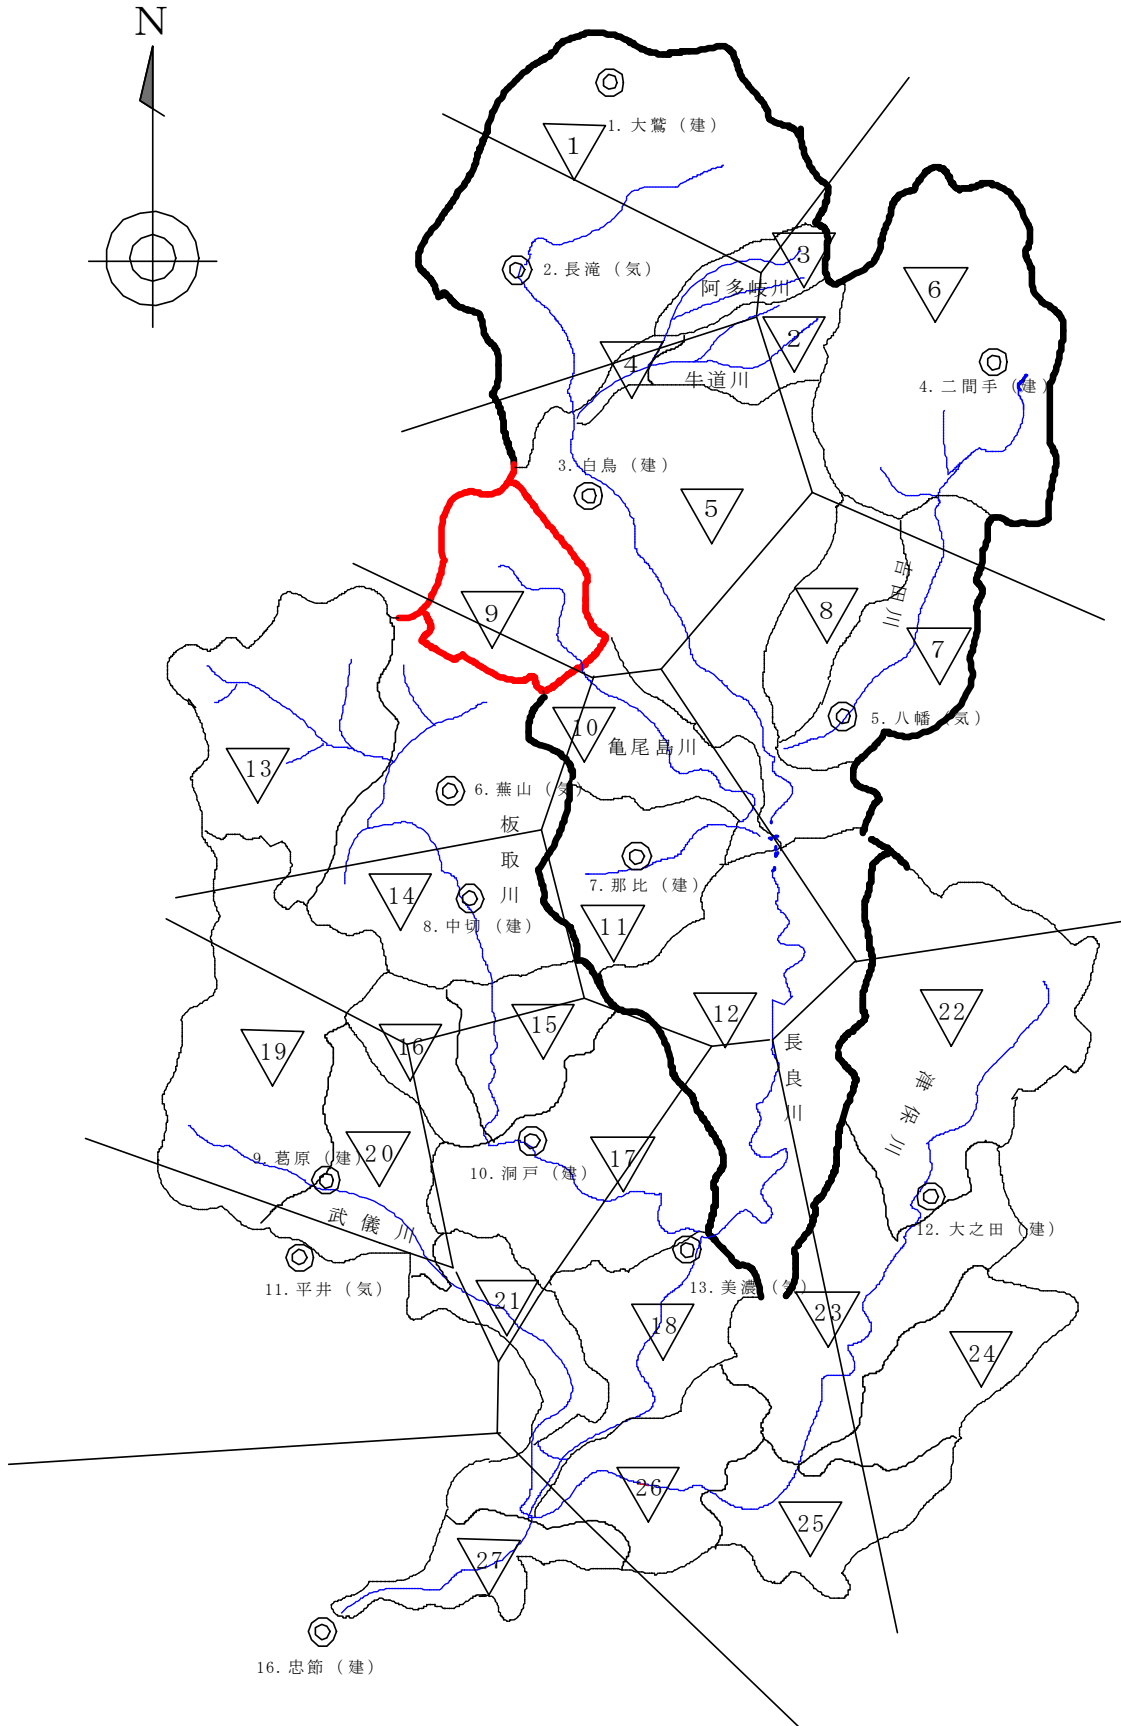 N
1. 大鷲 (建)
1
2. 長滝 (気)
3
阿多岐川
6
2
4
牛道川
4. 二間手 (建)
3. 白鳥 (建)
5
吉田川
9
8
7
5. 八幡 (気)
10
亀尾島川
13
6. 蕪山 (気)
板取川
7. 那比 (建)
14
8. 中切 (建)
11
12
22
15
16
19
長良川
津保川
9. 葛原 (建)
20
10. 洞戸 (建)
17
武儀川
12. 大之田 (建)
11. 平井 (気)
13. 美濃 (気)
21
23
18
24
26
25
27
16. 忠節 (建)